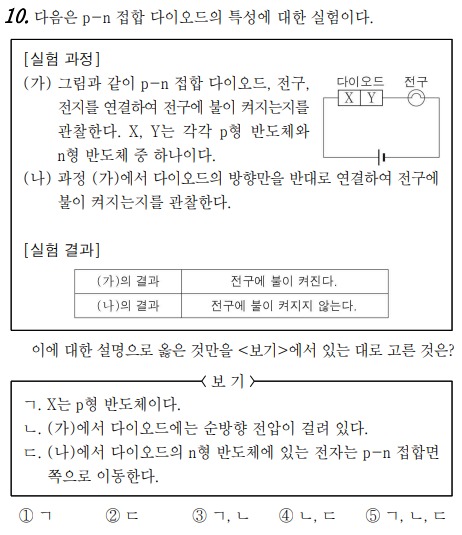 10. 다음은 p-n 접합 다이오드의 특성에 대한 실험이다.
[실험 과정]
(가) 그림과 같이 p-n 접합 다이오드, 전구,
전지를 연결하여 전구에 불이 켜지는지를
관찰한다. X, Y는 각각 p형 반도체와
n형 반도체 중 하나이다.
다이오드 전구
X Y
(나) 과정 (가)에서 다이오드의 방향만을 반대로 연결하여 전구에
불이 켜지는지를 관찰한다.
[실험 결과]
(가)의 결과 전구에 불이 켜진다.
(나)의 결과 전구에 불이 켜지지 않는다.
이에 대한 설명으로 옳은 것만을 <보기>에서 있는 대로 고른 것은?
<보 기>
ㄱ. X는 p형 반도체이다.
ㄴ. (가)에서 다이오드에는 순방향 전압이 걸려 있다.
ㄷ. (나)에서 다이오드의 n형 반도체에 있는 전자는 p-n 접합면
쪽으로 이동한다.
① ㄱ ② ㄷ ③ ㄱ, ㄴ ④ ㄴ, ㄷ ⑤ ㄱ, ㄴ, ㄷ